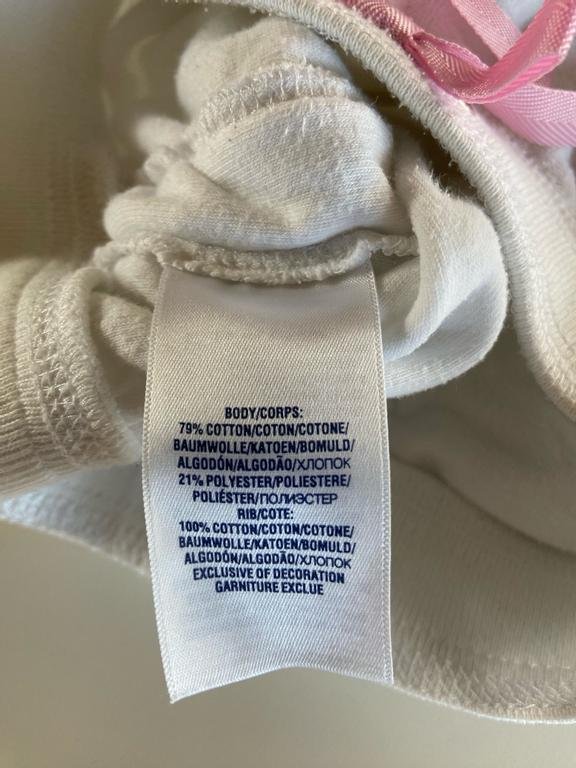 BODY/CORPS:
79% COTTON/COTON/COTONE/
BAUMWOLLE/KATOEN/BOMULD/
ALGODÓN/ALGODÃO/ХЛОПОК
21% POLYESTER/POLIESTERE/
POLIÉSTER/ПОЛИЭСТЕР
RIB/COTE:
100% COTTON/COTON/COTONE/
BAUMWOLLE/KATOEN/BOMULD/
ALGODÓN/ALGODÃO/ХЛОПОК
EXCLUSIVE OF DECORATION
GARNITURE EXCLUE